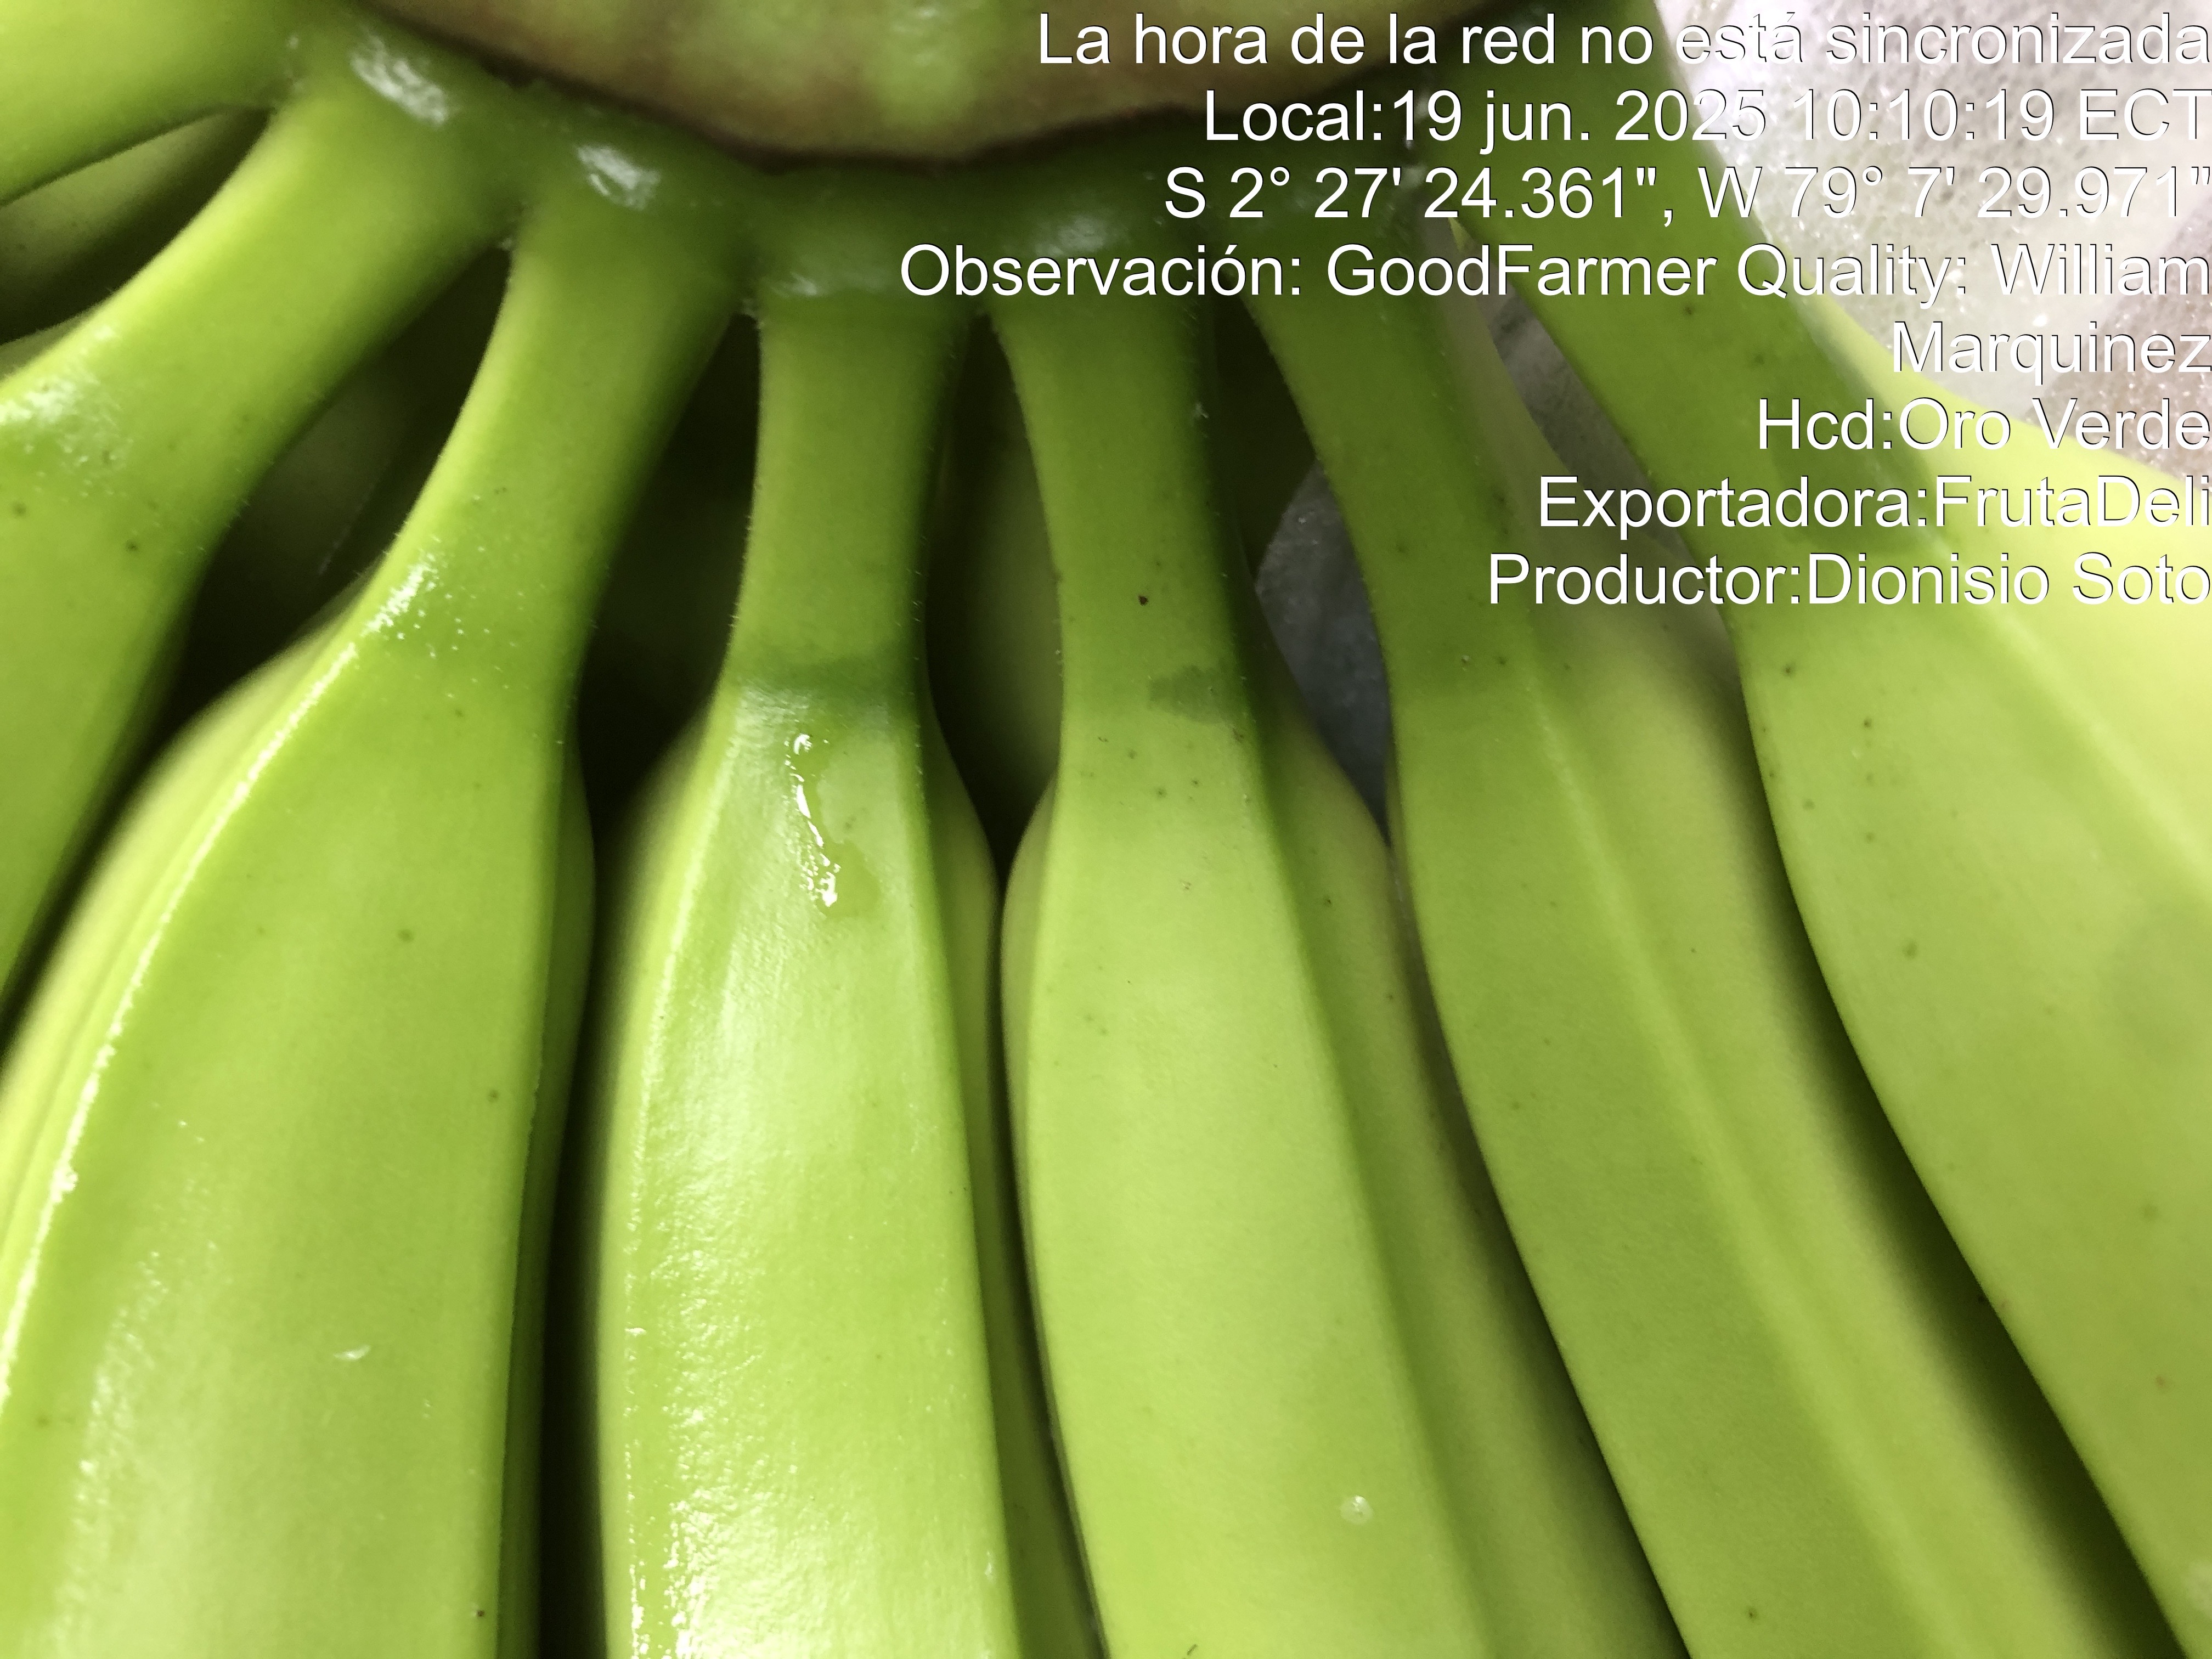 La hora de la red no está sincronizada
Local:19 jun. 2025 10:10:19 ECT
S 2° 27' 24.361", W 79° 7' 29.971"
Observación: GoodFarmer Quality: William
Marquinez
Hcd:Oro Verde
Exportadora:FrutaDeli
Productor:Dionisio Soto